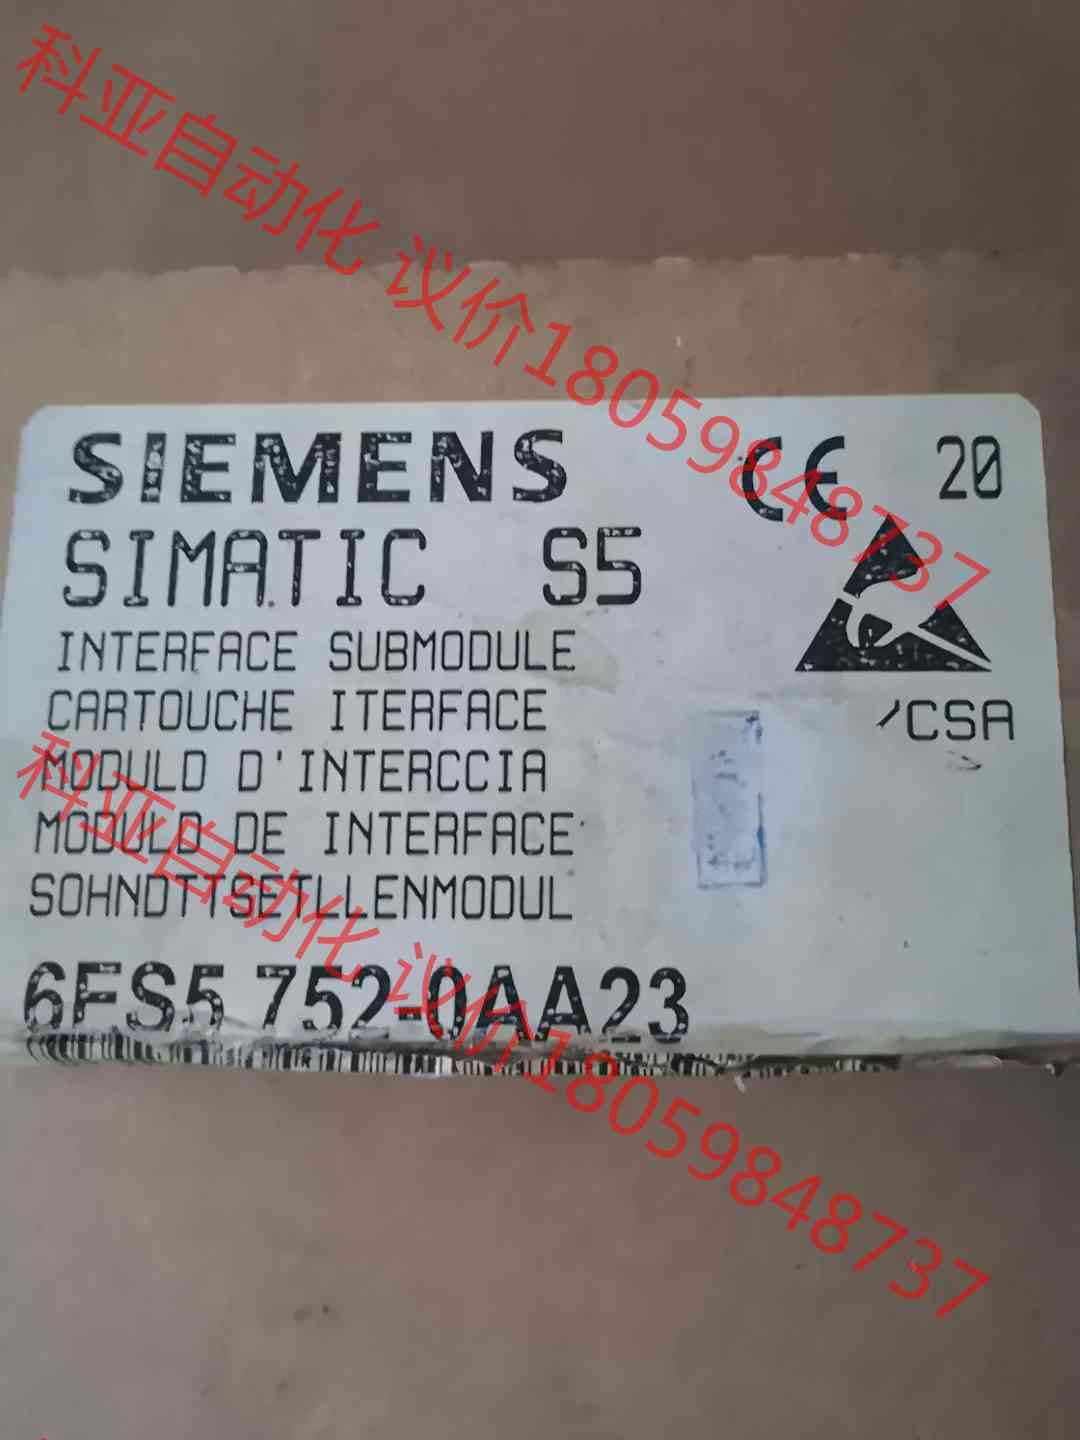 科亚自动化 议价18059848737
SIEMENS
CE 20
SIMATIC S5
INTERFACE SUBMODULE
CARTOUCHE ITERFACE
/CSA
MODULD D'INTERCCIA
MODULD DE INTERFACE
SOHNDTTSETLLENMODUL
6ES5 752-0AA23
科亚自动化 议价18059848737